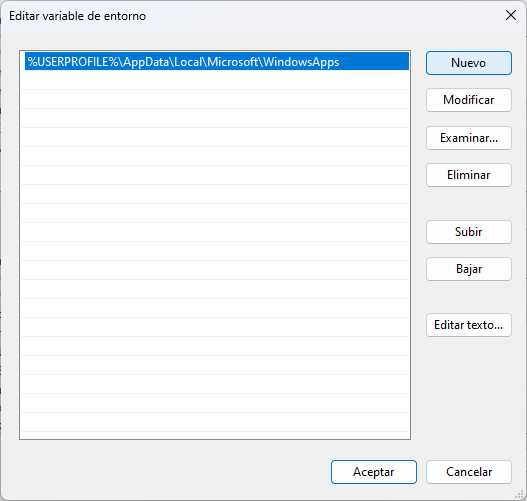 Editar variable de entorno
%USERPROFILE%\AppData\Local\Microsoft\WindowsApps
Nuevo
Modificar
Examinar...
Eliminar
Subir
Bajar
Editar texto...
Aceptar
Cancelar